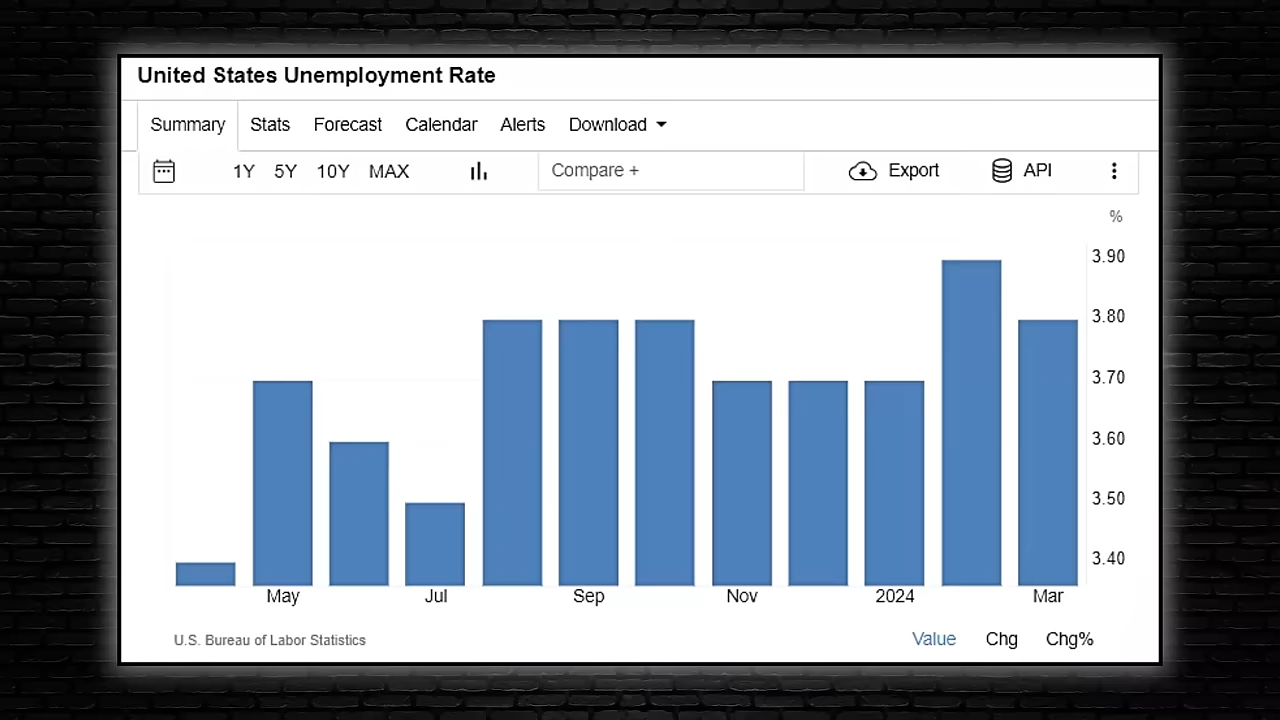 United States Unemployment Rate
Summary Stats Forecast Calendar Alerts Download
1Y 5Y 10Y MAX Compare + Export API
%
3.90
3.80
3.70
3.60
3.50
3.40
May Jul Sep Nov 2024 Mar
U.S. Bureau of Labor Statistics Value Chg Chg%